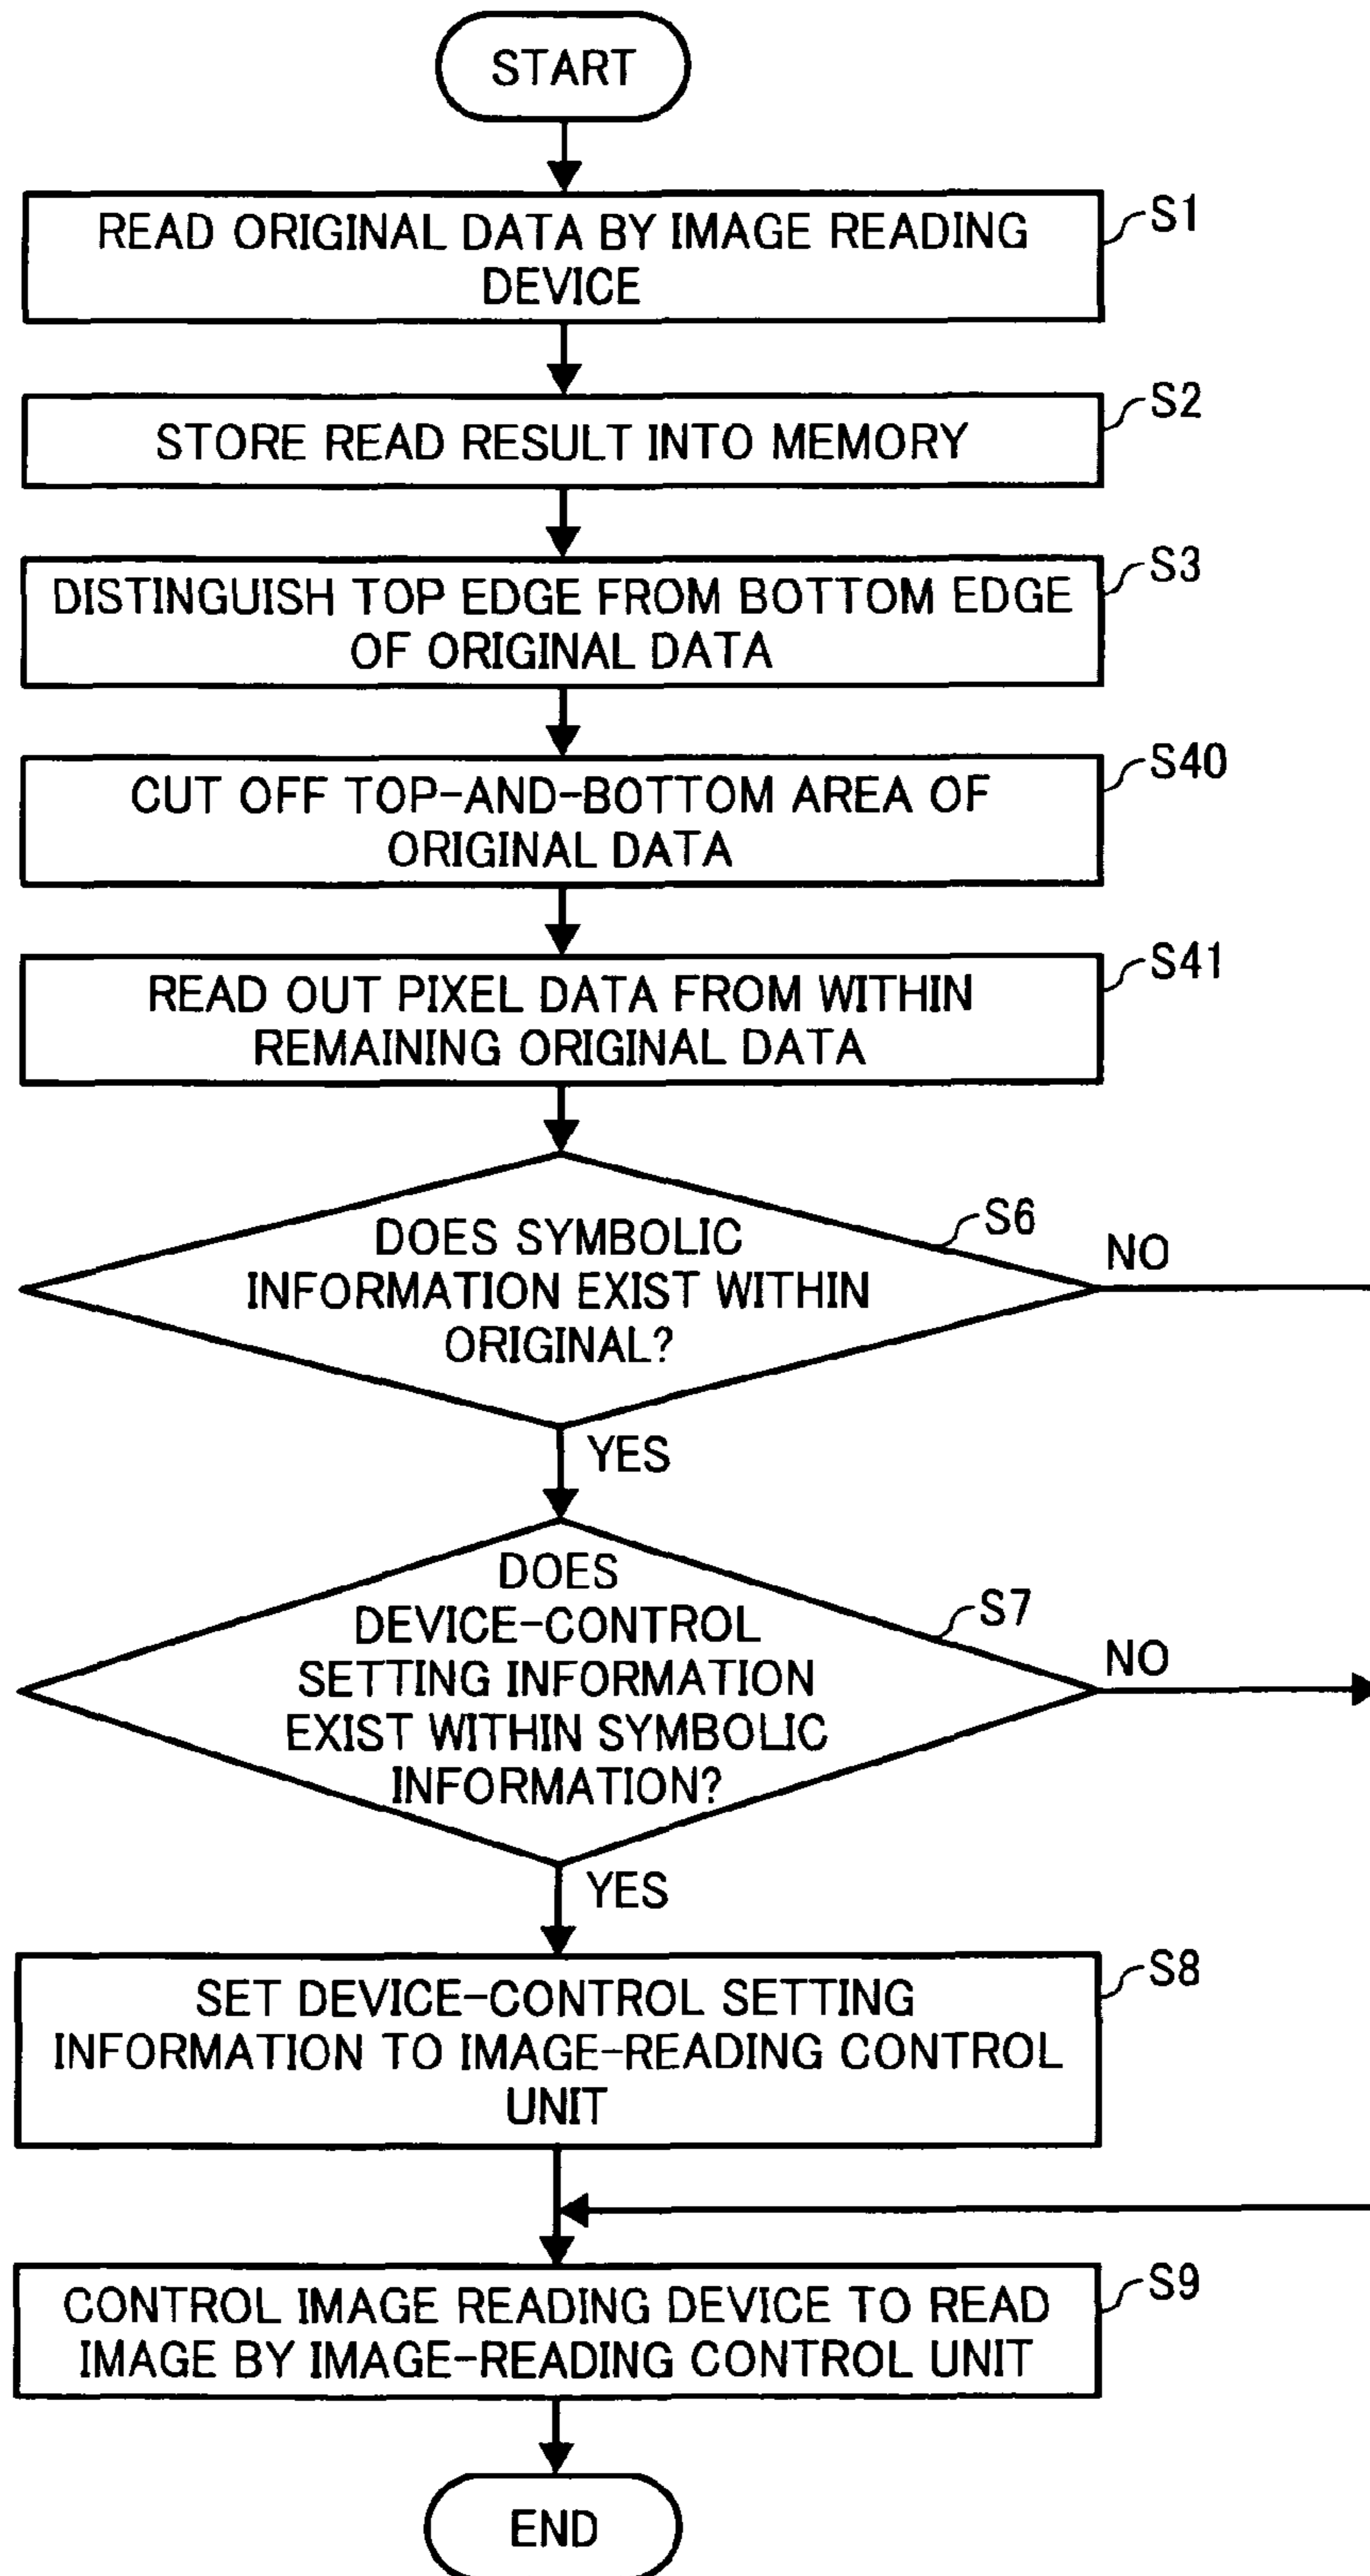 START
READ ORIGINAL DATA BY IMAGE READING
DEVICE
S1
STORE READ RESULT INTO MEMORY
S2
DISTINGUISH TOP EDGE FROM BOTTOM EDGE
OF ORIGINAL DATA
S3
CUT OFF TOP-AND-BOTTOM AREA OF
ORIGINAL DATA
S40
READ OUT PIXEL DATA FROM WITHIN
REMAINING ORIGINAL DATA
S41
DOES SYMBOLIC
INFORMATION EXIST WITHIN
ORIGINAL?
S6
NO
YES
DOES
DEVICE-CONTROL
SETTING INFORMATION
EXIST WITHIN SYMBOLIC
INFORMATION?
S7
NO
YES
SET DEVICE-CONTROL SETTING
INFORMATION TO IMAGE-READING CONTROL
UNIT
S8
CONTROL IMAGE READING DEVICE TO READ
IMAGE BY IMAGE-READING CONTROL UNIT
S9
END